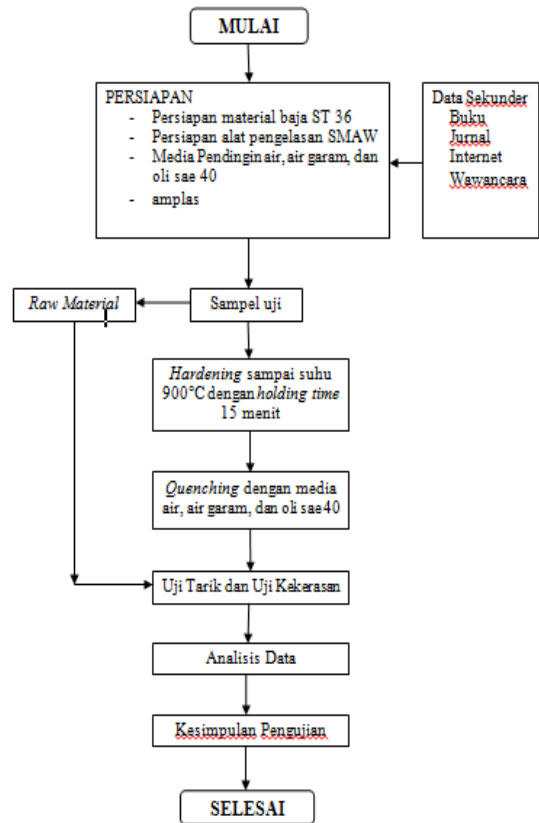 MULAI
PERSIAPAN
- Persiapan material baja ST 36
- Persiapan alat pengelasan SMAW
- Media Pendingin air, air garam, dan
oli sae 40
- amplas
Data Sekunder
Buku
Jurnal
Internet
Wawancara
Raw Material
Sampel uji
Hardening sampai suhu
900°C dengan holding time
15 menit
Quenching dengan media
air, air garam, dan oli sae 40
Uji Tarik dan Uji Kekerasan
Analisis Data
Kesimpulan Pengujian
SELESAI